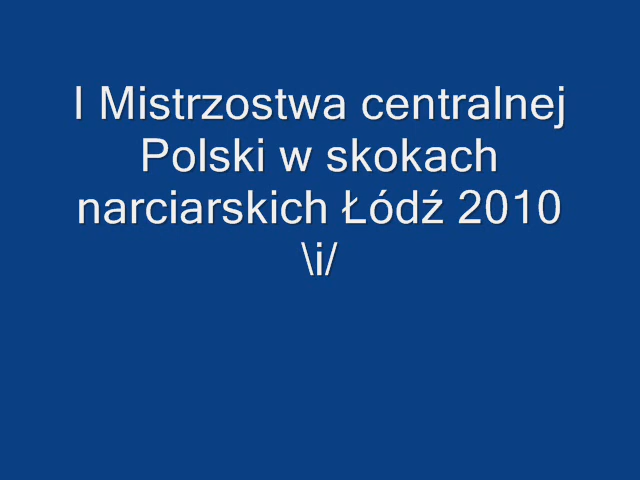 I Mistrzostwa centralnej
Polski w skokach
narciarskich Łódź 2010
\i/